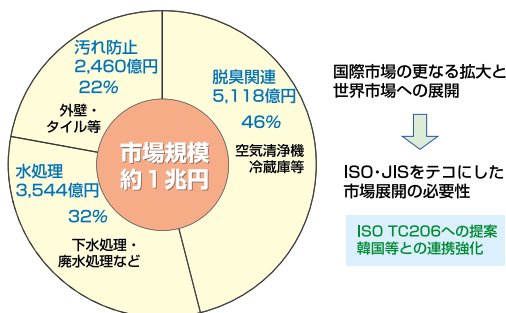 汚れ防止
2,460億円
22%
外壁・
タイル等
脱臭関連
5,118億円
46%
空気清浄機
冷蔵庫等
市場規模
約1兆円
水処理
3,544億円
32%
下水処理・
廃水処理など
国際市場の更なる拡大と
世界市場への展開
ISO・JISをテコにした
市場展開の必要性
ISO TC206への提案
韓国等との連携強化